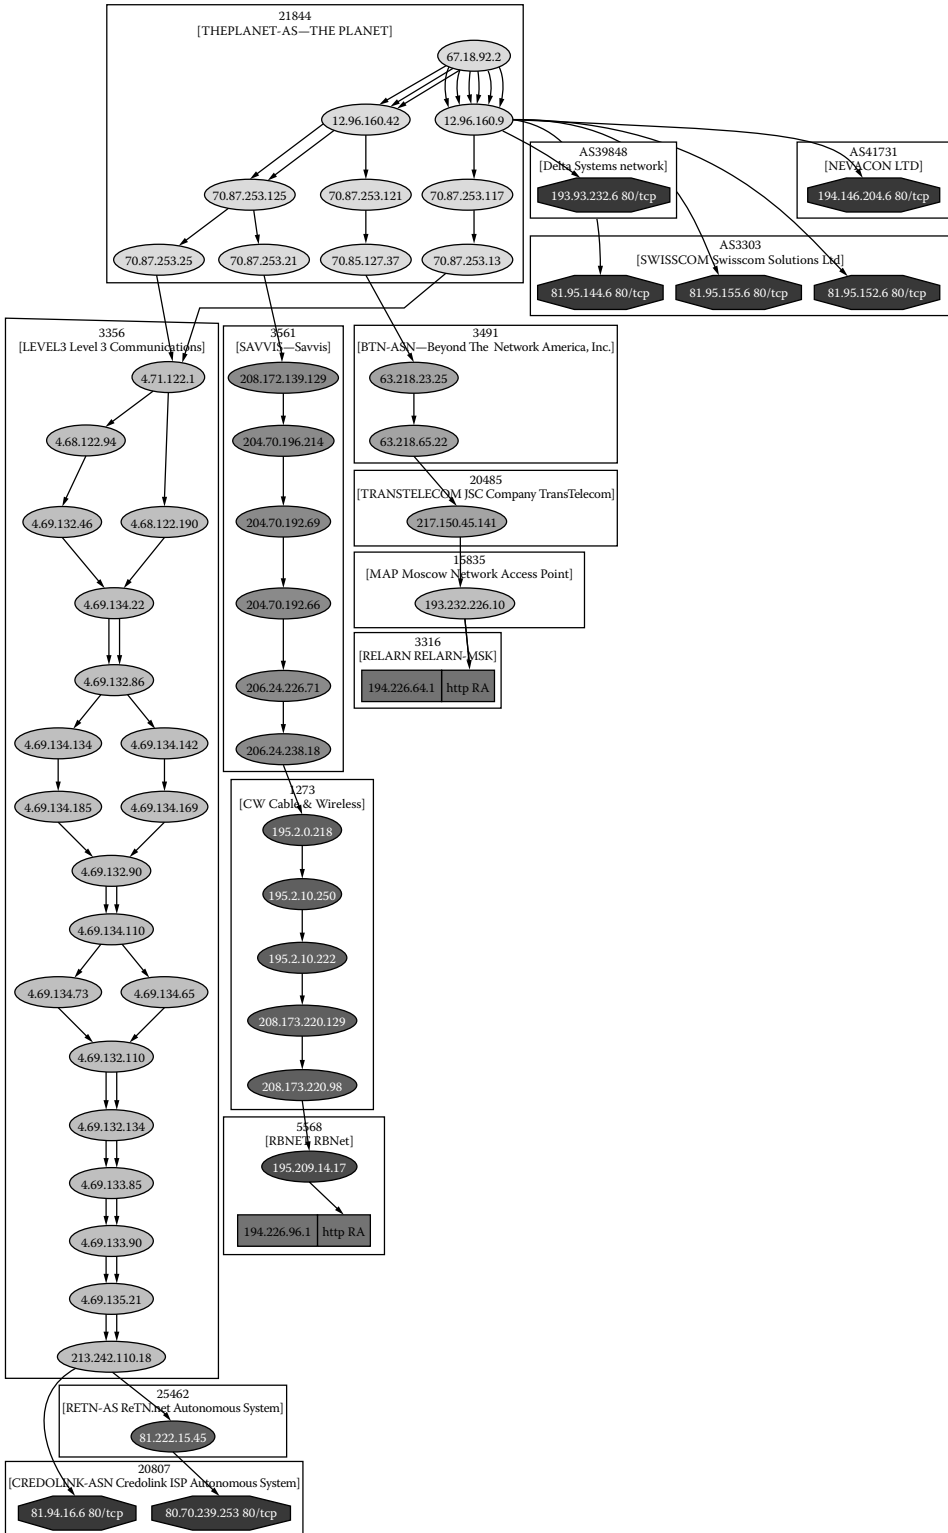 21844
[THEPLANET-AS—THE PLANET]
67.18.92.2
12.96.160.42
12.96.160.9
AS39848
[Delta Systems network]
193.93.232.6 80/tcp
AS41731
[NEVACON LTD]
194.146.204.6 80/tcp
70.87.253.125
70.87.253.121
70.87.253.117
70.87.253.25
70.87.253.21
70.85.127.37
70.87.253.13
AS3303
[SWISSCOM Swisscom Solutions Ltd]
81.95.144.6 80/tcp
81.95.155.6 80/tcp
81.95.152.6 80/tcp
3356
[LEVEL3 Level 3 Communications]
4.71.122.1
4.68.122.94
4.69.132.46
4.68.122.190
4.69.134.22
4.69.132.86
4.69.134.134
4.69.134.142
4.69.134.185
4.69.134.169
4.69.132.90
4.69.134.110
4.69.134.73
4.69.134.65
4.69.132.110
4.69.132.134
4.69.133.85
4.69.133.90
4.69.135.21
213.242.110.18
3561
[SAVVIS—Savvis]
208.172.139.129
204.70.196.214
204.70.192.69
204.70.192.66
206.24.226.71
206.24.238.18
3491
[BTN-ASN—Beyond The Network America, Inc.]
63.218.23.25
63.218.65.22
20485
[TRANSTELECOM JSC Company TransTelecom]
217.150.45.141
15835
[MAP Moscow Network Access Point]
193.232.226.10
3316
[RELARN RELARN-MSK]
194.226.64.1
http RA
1273
[CW Cable & Wireless]
195.2.0.218
195.2.10.250
195.2.10.222
208.173.220.129
208.173.220.98
5568
[RBNET RBNet]
195.209.14.17
194.226.96.1
http RA
25462
[RETN-AS ReTN.net Autonomous System]
81.222.15.45
20807
[CREDOLINK-ASN Credolink ISP Autonomous System]
81.94.16.6 80/tcp
80.70.239.253 80/tcp